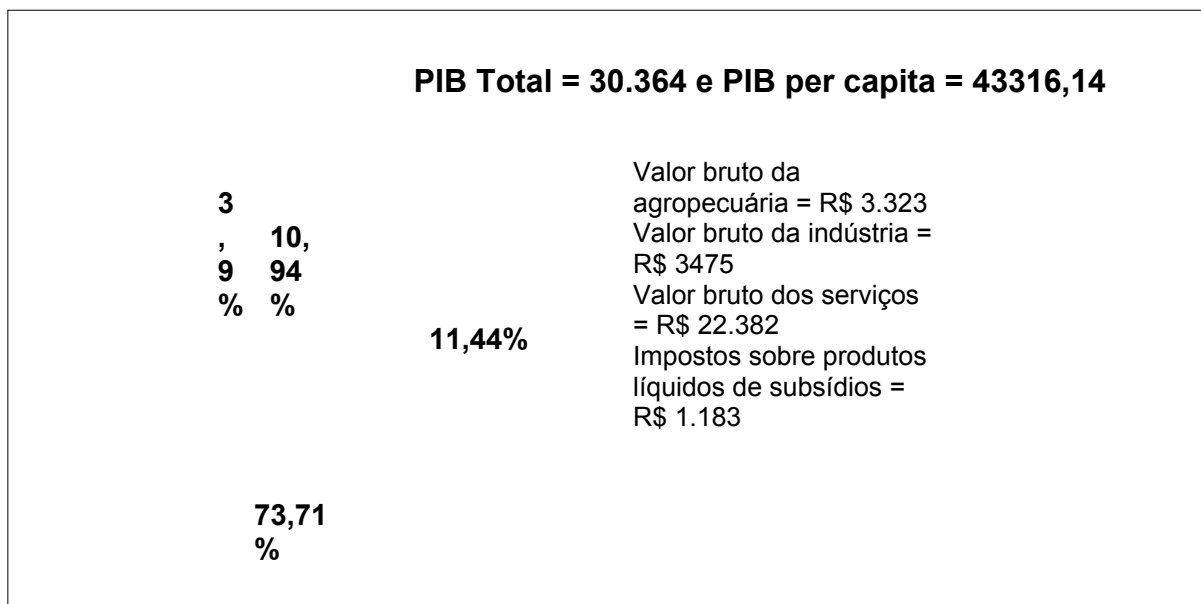 PIB Total = 30.364 e PIB per capita = 43316,14
3
,
9
%
10,
94
%
11,44%
73,71
%
Valor bruto da
agropecuária = R$ 3.323
Valor bruto da indústria =
R$ 3475
Valor bruto dos serviços
= R$ 22.382
Impostos sobre produtos
líquidos de subsídios =
R$ 1.183